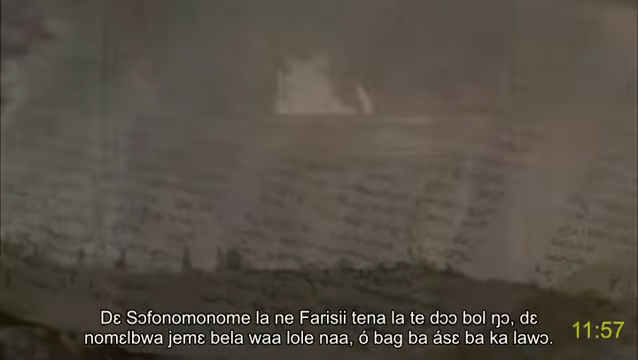 Dɛ Sɔfonomonome la ne Farisii tena la te dɔɔ bol ŋɔ, dɛ
nomɛlbwa jemɛ bela waa lole naa, ó bag ba ásɛ ba ka lawɔ.
11:57